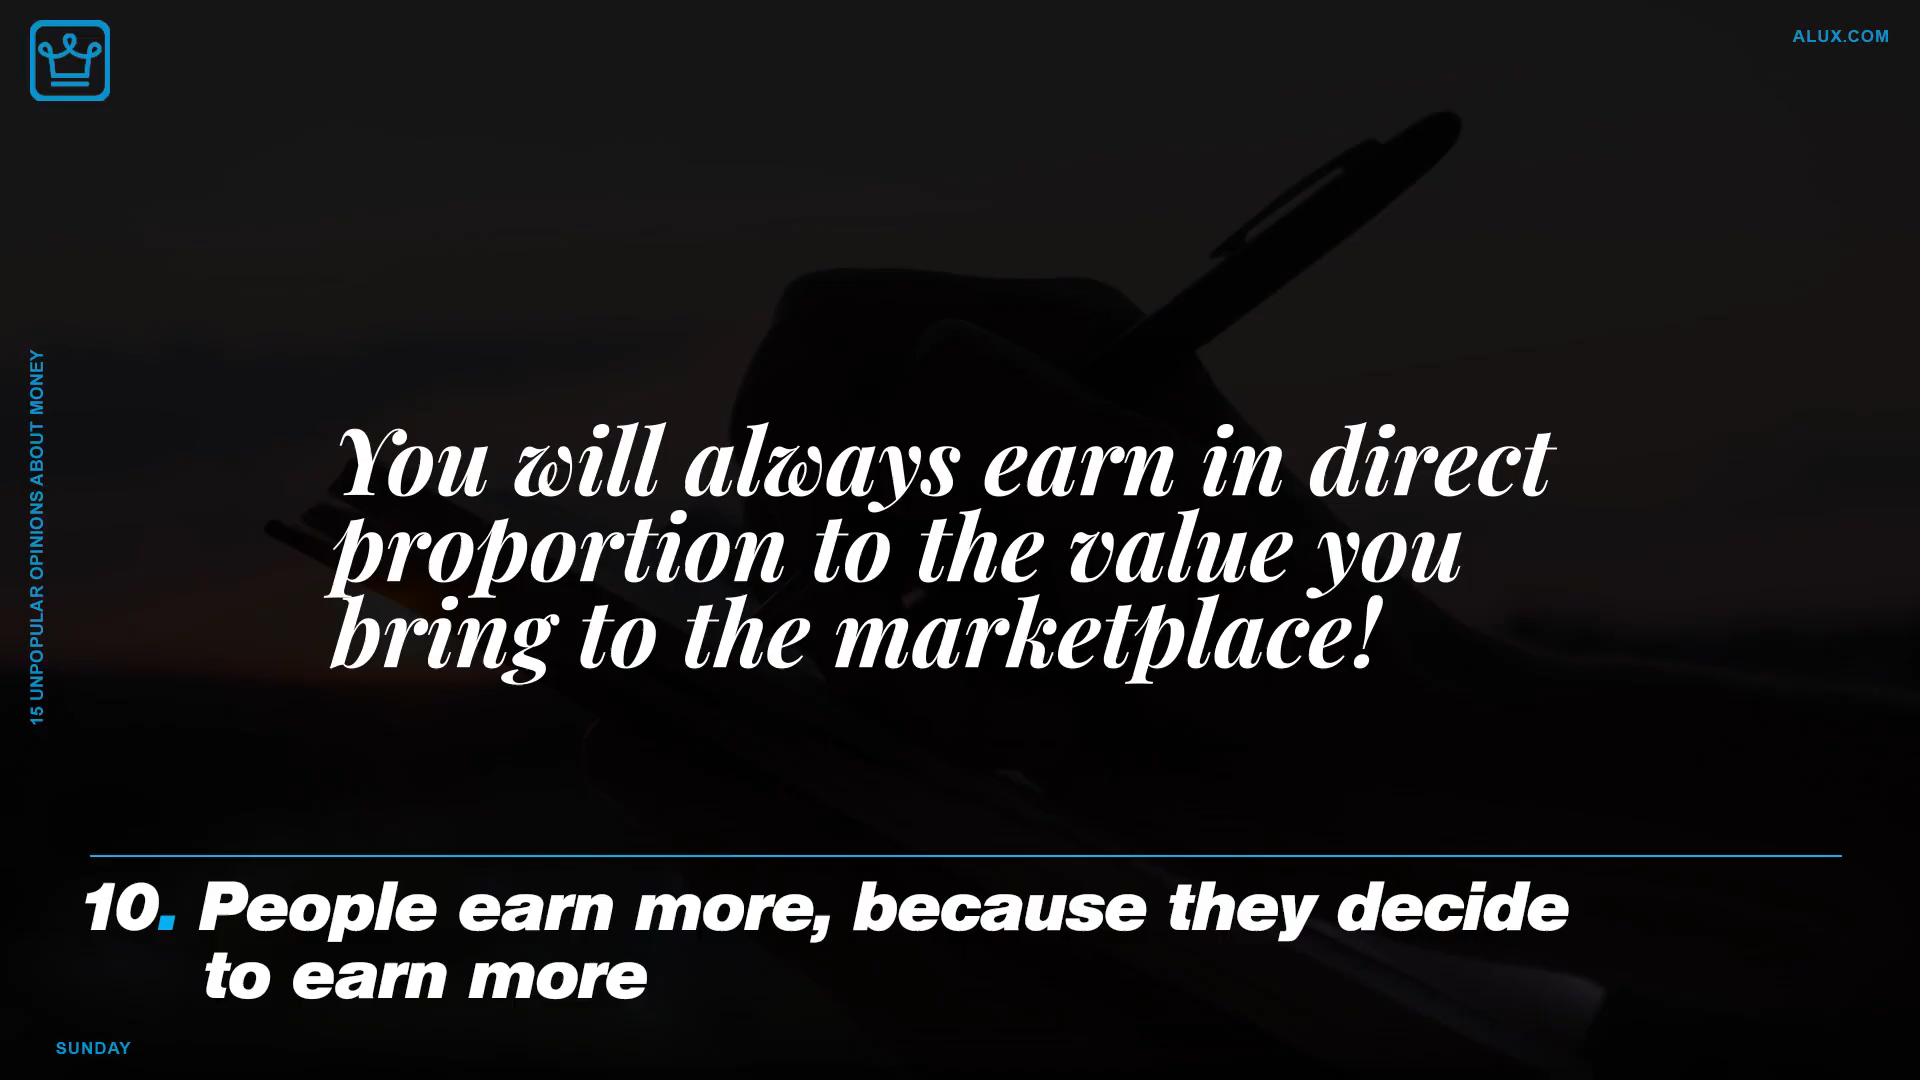 ALUX.COM
15 UNPOPULAR OPINIONS ABOUT MONEY
You will always earn in direct
proportion to the value you
bring to the marketplace!
10. People earn more, because they decide
to earn more
SUNDAY